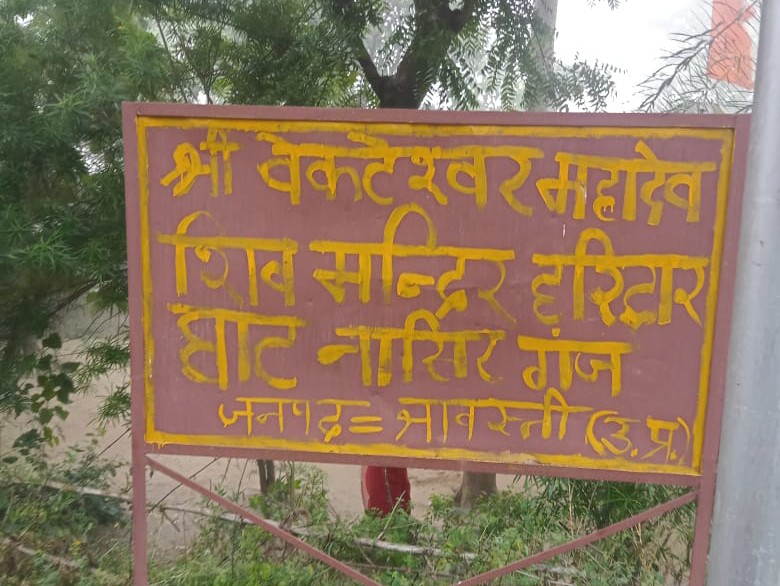 श्री वेकटेश्वर महादेव
शिव मन्दिर हरिद्वार
घाट नासिर गंज
जनपद = श्रावस्ती (उ.प्र.)